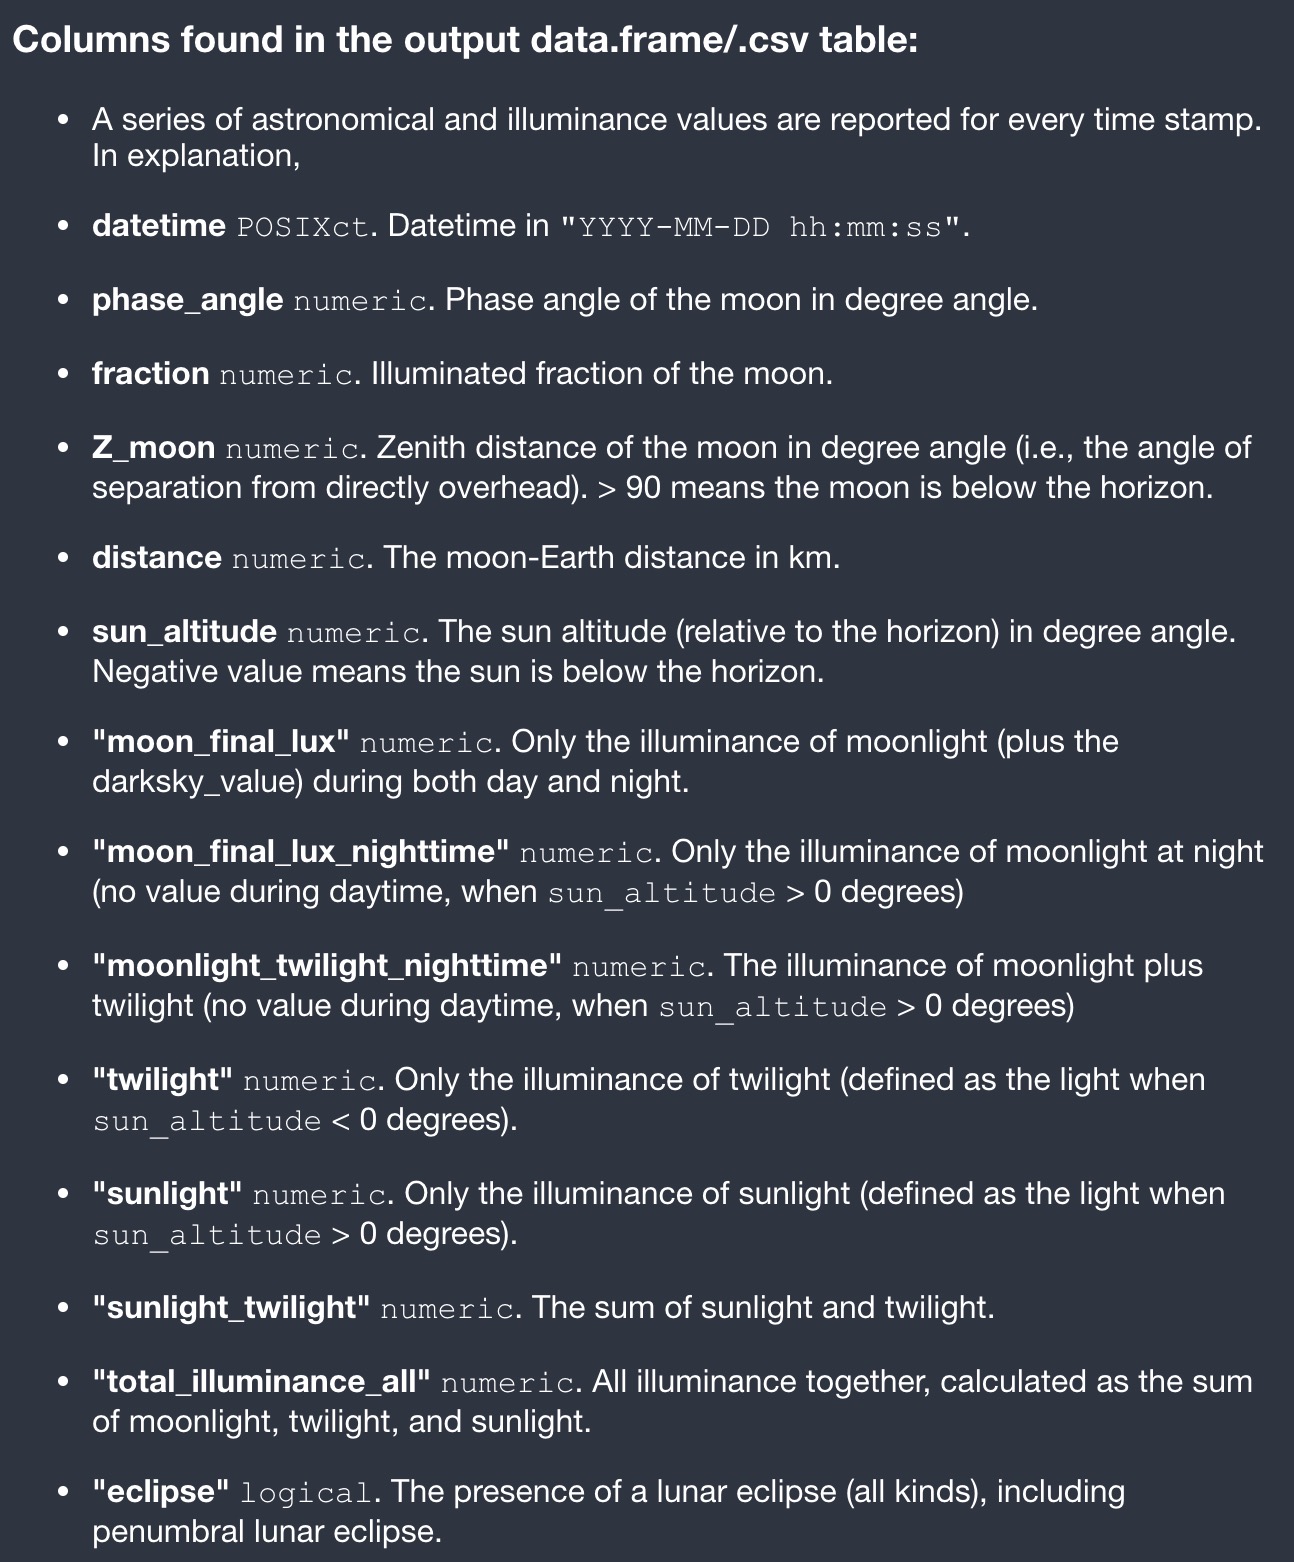 Columns found in the output data.frame/.csv table:
• A series of astronomical and illuminance values are reported for every time stamp.
In explanation,
• datetime POSIXct. Datetime in "YYYY-MM-DD hh:mm:ss".
• phase_angle numeric. Phase angle of the moon in degree angle.
• fraction numeric. Illuminated fraction of the moon.
• Z_moon numeric. Zenith distance of the moon in degree angle (i.e., the angle of
separation from directly overhead). > 90 means the moon is below the horizon.
• distance numeric. The moon-Earth distance in km.
• sun_altitude numeric. The sun altitude (relative to the horizon) in degree angle.
Negative value means the sun is below the horizon.
• "moon_final_lux" numeric. Only the illuminance of moonlight (plus the
darksky_value) during both day and night.
• "moon_final_lux_nighttime" numeric. Only the illuminance of moonlight at night
(no value during daytime, when sun_altitude > 0 degrees)
• "moonlight_twilight_nighttime" numeric. The illuminance of moonlight plus
twilight (no value during daytime, when sun_altitude > 0 degrees)
• "twilight" numeric. Only the illuminance of twilight (defined as the light when
sun_altitude < 0 degrees).
• "sunlight" numeric. Only the illuminance of sunlight (defined as the light when
sun_altitude > 0 degrees).
• "sunlight_twilight" numeric. The sum of sunlight and twilight.
• "total_illuminance_all" numeric. All illuminance together, calculated as the sum
of moonlight, twilight, and sunlight.
• "eclipse" logical. The presence of a lunar eclipse (all kinds), including
penumbral lunar eclipse.